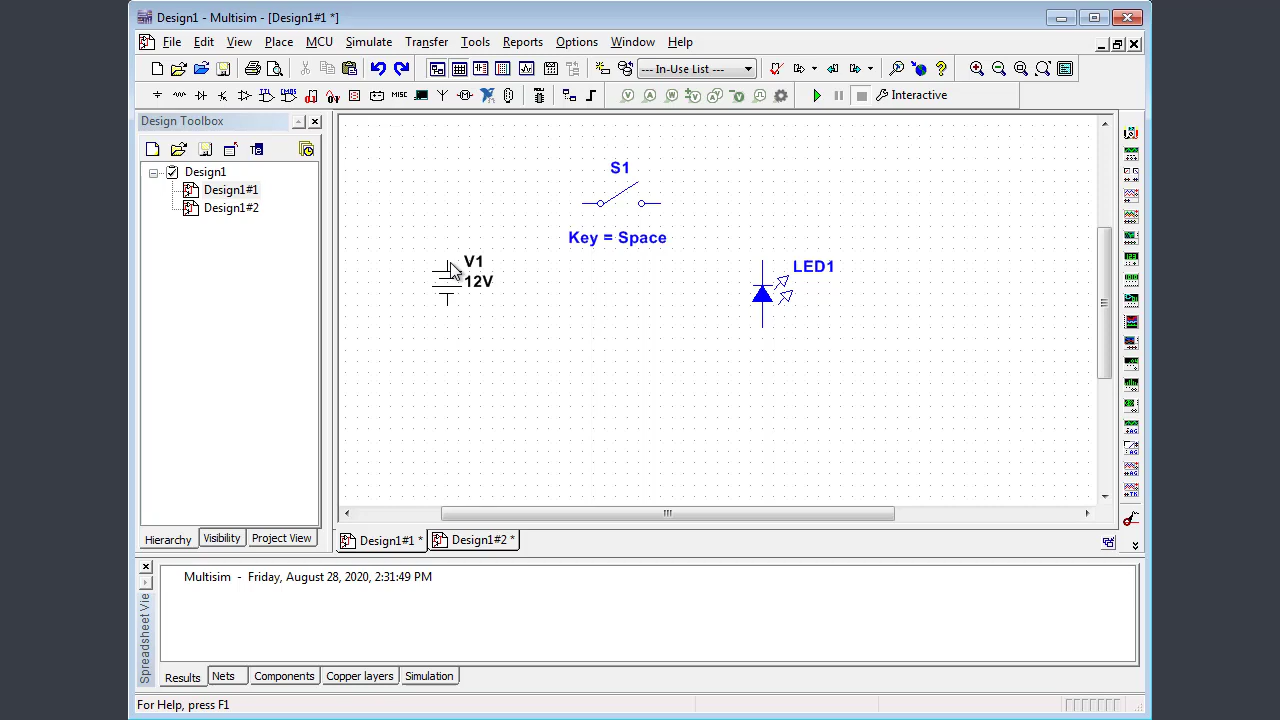 Design1 - Multisim - [Design1#1 *]
File Edit View Place MCU Simulate Transfer Tools Reports Options Window Help
--- In-Use List ---
MISC Interactive
Design Toolbox
Design1
Design1#1
Design1#2
S1
Key = Space
V1
12V
LED1
Hierarchy Visibility Project View
Design1#1 * Design1#2 *
Multisim - Friday, August 28, 2020, 2:31:49 PM
Spreadsheet Vie
Results Nets Components Copper layers Simulation
For Help, press F1